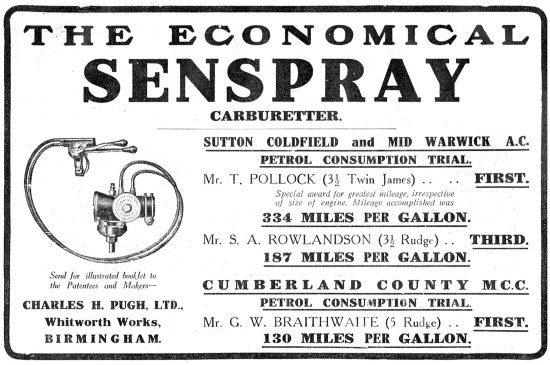 THE ECONOMICAL
SENSPRAY
CARBURETTER.
SUTTON COLDFIELD and MID WARWICK A.C.
PETROL CONSUMPTION TRIAL.
Mr. T. POLLOCK (3½ Twin James) .. .. FIRST.
Special award for greatest mileage, irrespective
of size of engine. Mileage accomplished was
334 MILES PER GALLON.
Mr. S. A. ROWLANDSON (3½ Rudge) .. THIRD.
187 MILES PER GALLON.
CUMBERLAND COUNTY M.C.C.
PETROL CONSUMPTION TRIAL.
Mr. G. W. BRAITHWAITE (5 Rudge) .. FIRST.
130 MILES PER GALLON.
Send for illustrated booklet to
the Patentees and Makers—
CHARLES H. PUGH, LTD.,
Whitworth Works,
BIRMINGHAM.